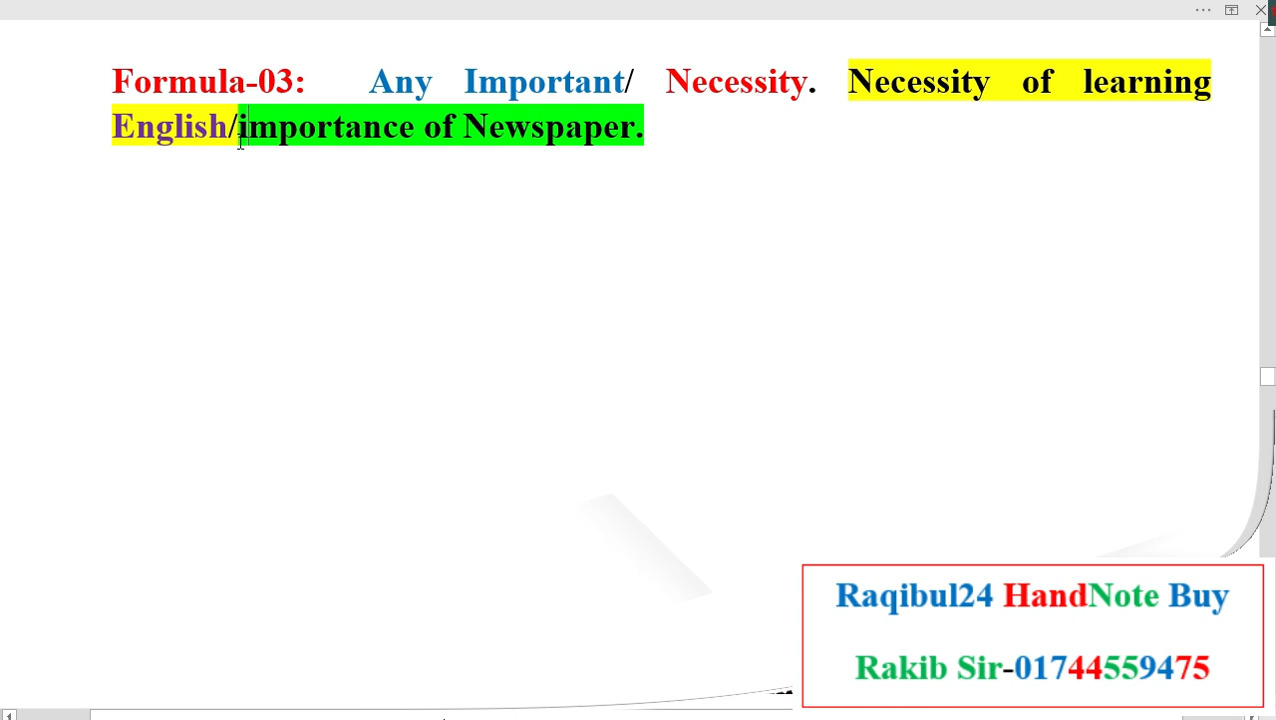 Formula-03: Any Important/ Necessity. Necessity of learning
English/importance of Newspaper.
Raqibul24 HandNote Buy
Rakib Sir-01744559475